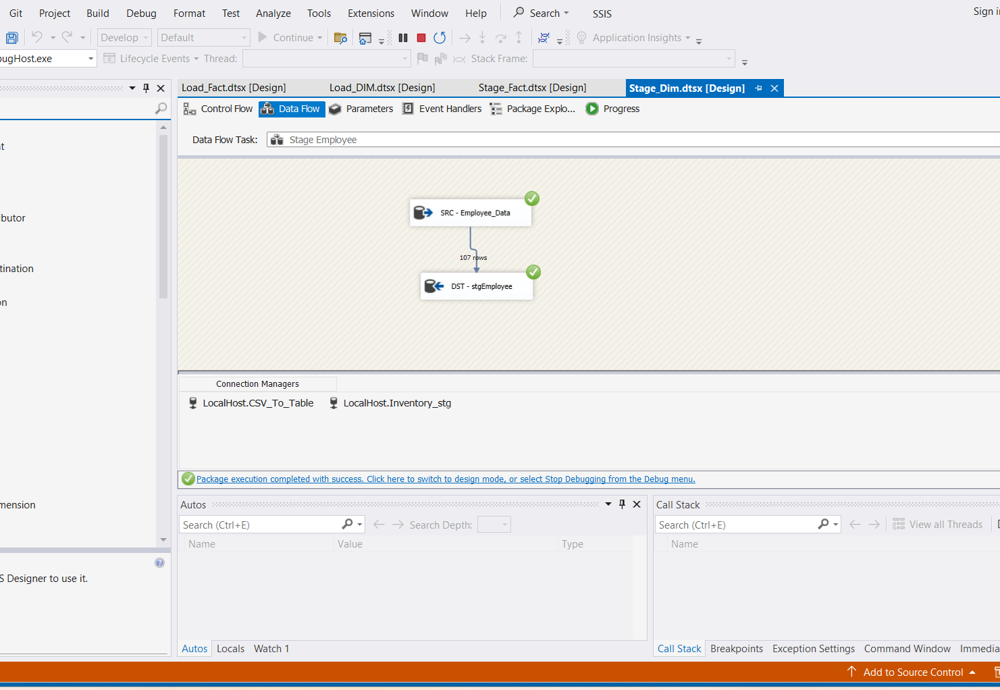 Git Project Build Debug Format Test Analyze Tools Extensions Window Help Search SSIS Sign i
Develop Default Continue Application Insights
ougHost.exe Lifecycle Events Thread: Stack Frame:
Load_Fact.dtsx [Design] Load_DIM.dtsx [Design] Stage_Fact.dtsx [Design] Stage_Dim.dtsx [Design]
Control Flow Data Flow Parameters Event Handlers Package Explo... Progress
Data Flow Task: Stage Employee
t
ibutor
tination
on
mension
S Designer to use it.
SRC - Employee_Data
107 rows
DST - stgEmployee
Connection Managers
LocalHost.CSV_To_Table LocalHost.Inventory_stg
Package execution completed with success. Click here to switch to design mode, or select Stop Debugging from the Debug menu.
Autos
Search (Ctrl+E) Search Depth:
Name Value Type
Autos Locals Watch 1
Call Stack
Search (Ctrl+E) View all Threads
Name
Call Stack Breakpoints Exception Settings Command Window Immedia
Add to Source Control